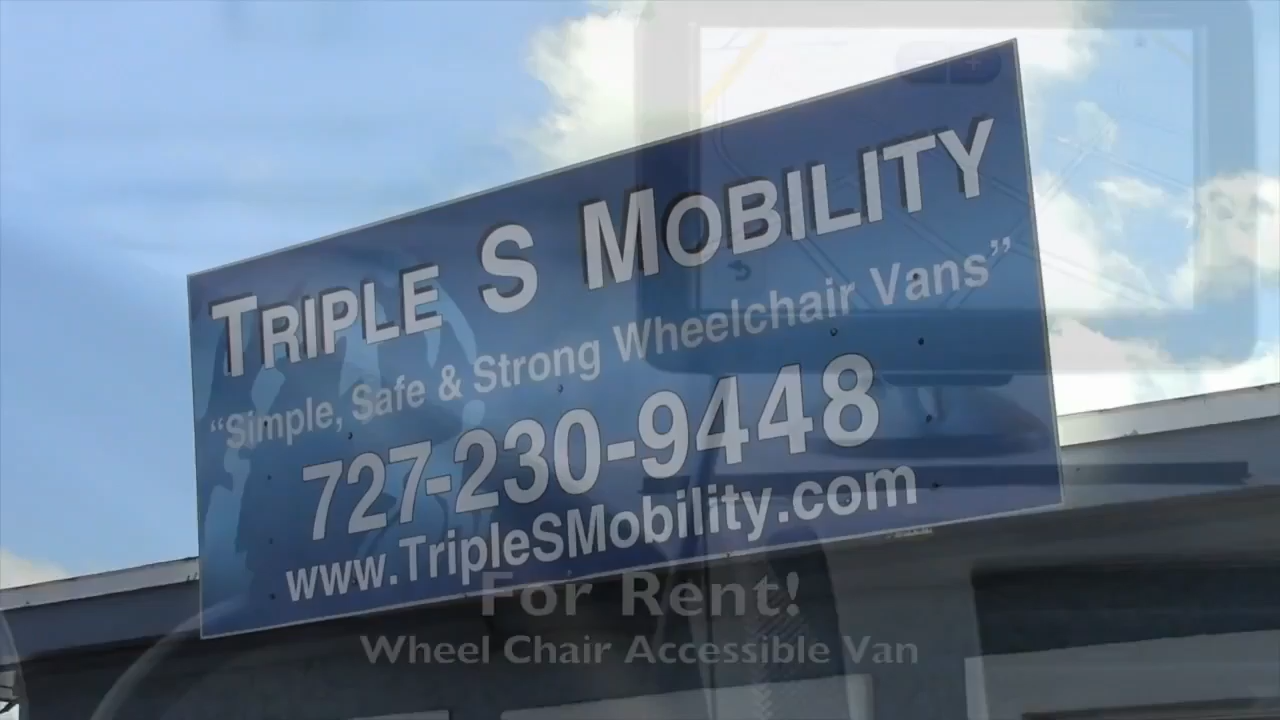 TRIPLE S MOBILITY
“Simple, Safe & Strong Wheelchair Vans”
727-230-9448
www.TripleSMobility.com
For Rent!
Wheel Chair Accessible Van